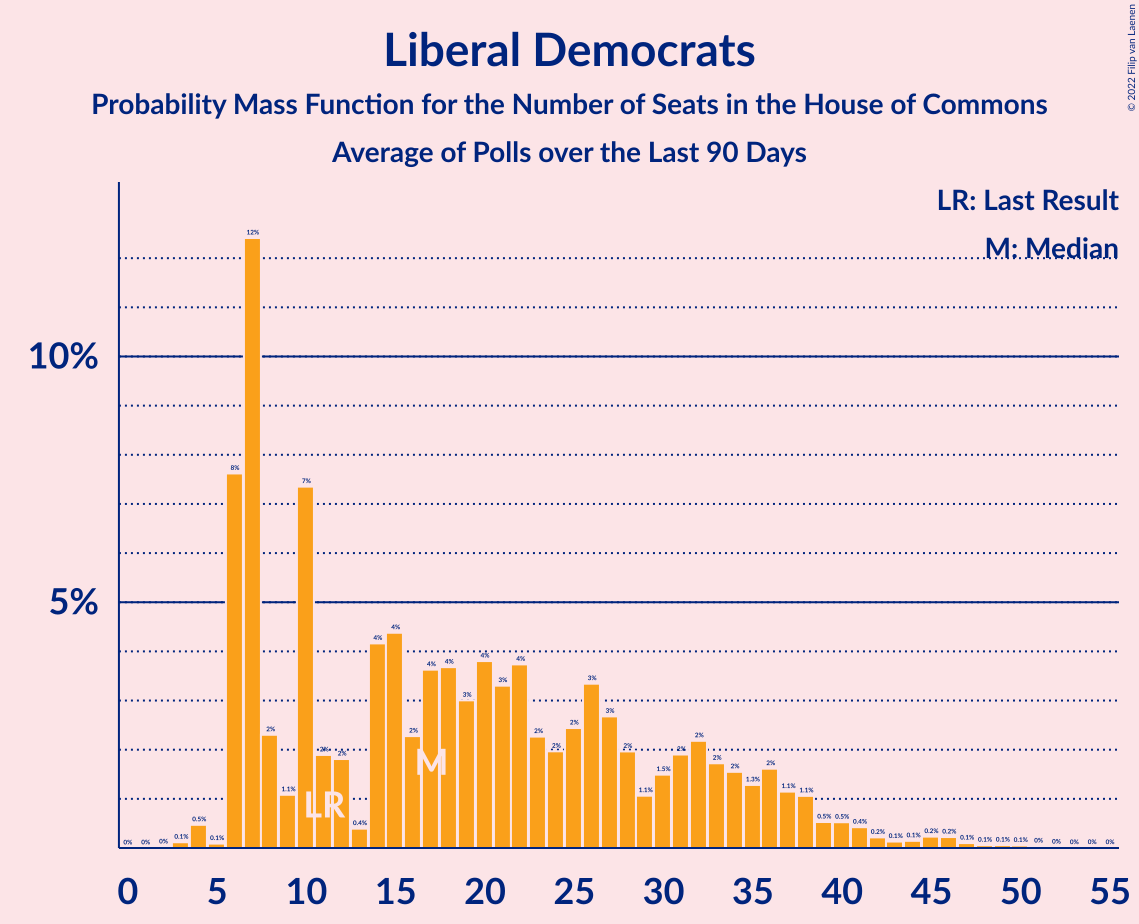 Liberal Democrats
Probability Mass Function for the Number of Seats in the House of Commons
Average of Polls over the Last 90 Days
© 2022 Filip van Laenen
LR: Last Result
M: Median
10%
5%
0% 0% 0% 0.1% 0.5% 0.1% 8% 12% 2% 1.1% 7% 2% 2% 0.4% 4% 4% 2% 4% 4% 3% 4% 3% 4% 2% 2% 2% 3% 3% 2% 1.1% 1.5% 2% 2% 2% 2% 1.3% 2% 1.1% 1.1% 0.5% 0.5% 0.4% 0.2% 0.1% 0.1% 0.2% 0.2% 0.1% 0.1% 0.1% 0.1% 0% 0% 0% 0% 0%
M
LR
0 5 10 15 20 25 30 35 40 45 50 55